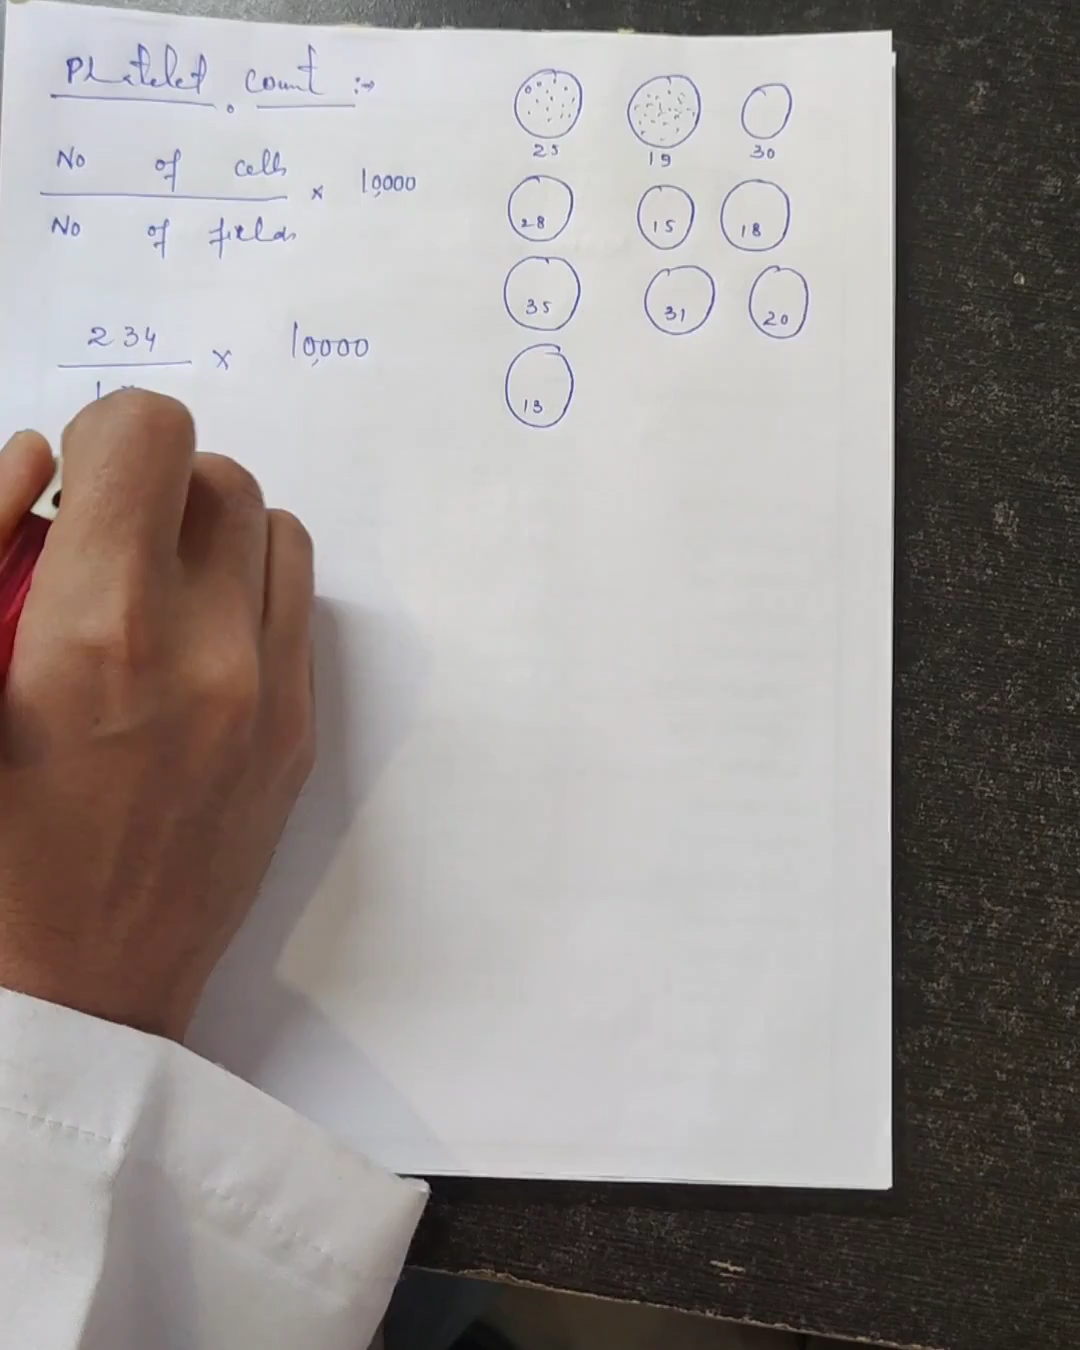 Platelet count :→
No of cells
No of fields × 10,000
234 × 10,000
25 19 30
28 15 18
35 31 20
13